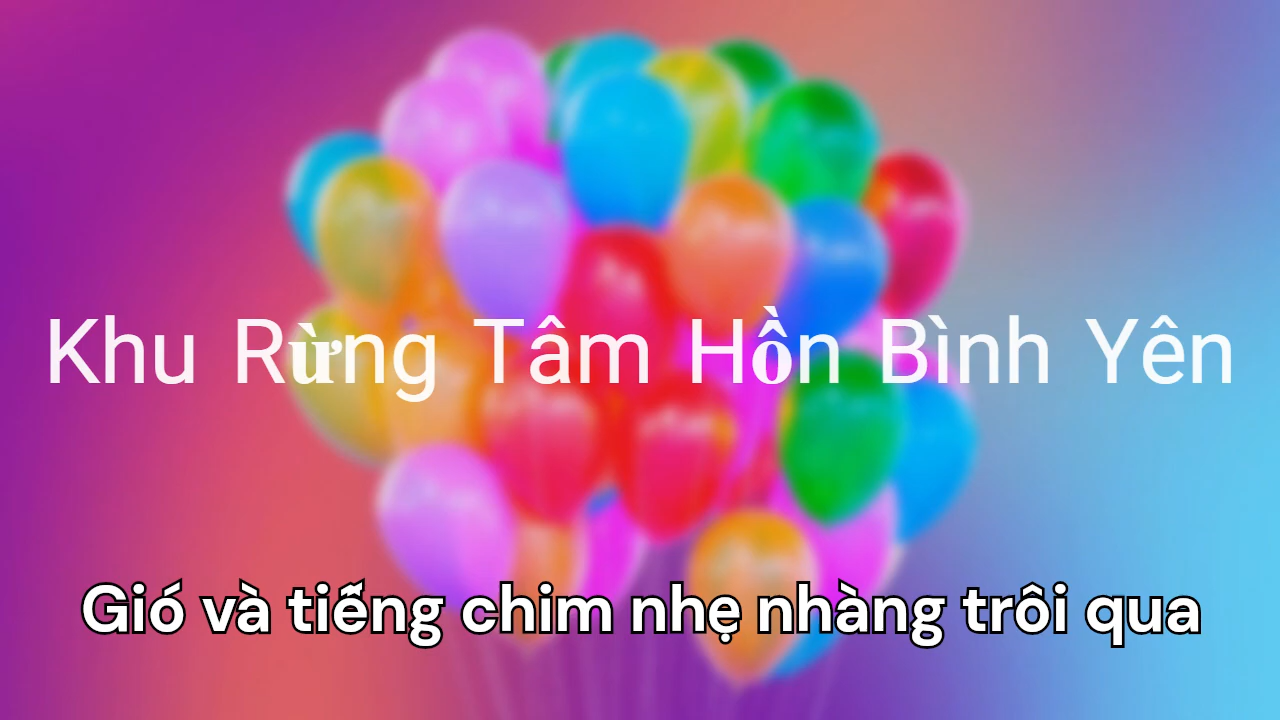 Khu Rừng Tâm Hồn Bình Yên
Gió và tiếng chim nhẹ nhàng trôi qua